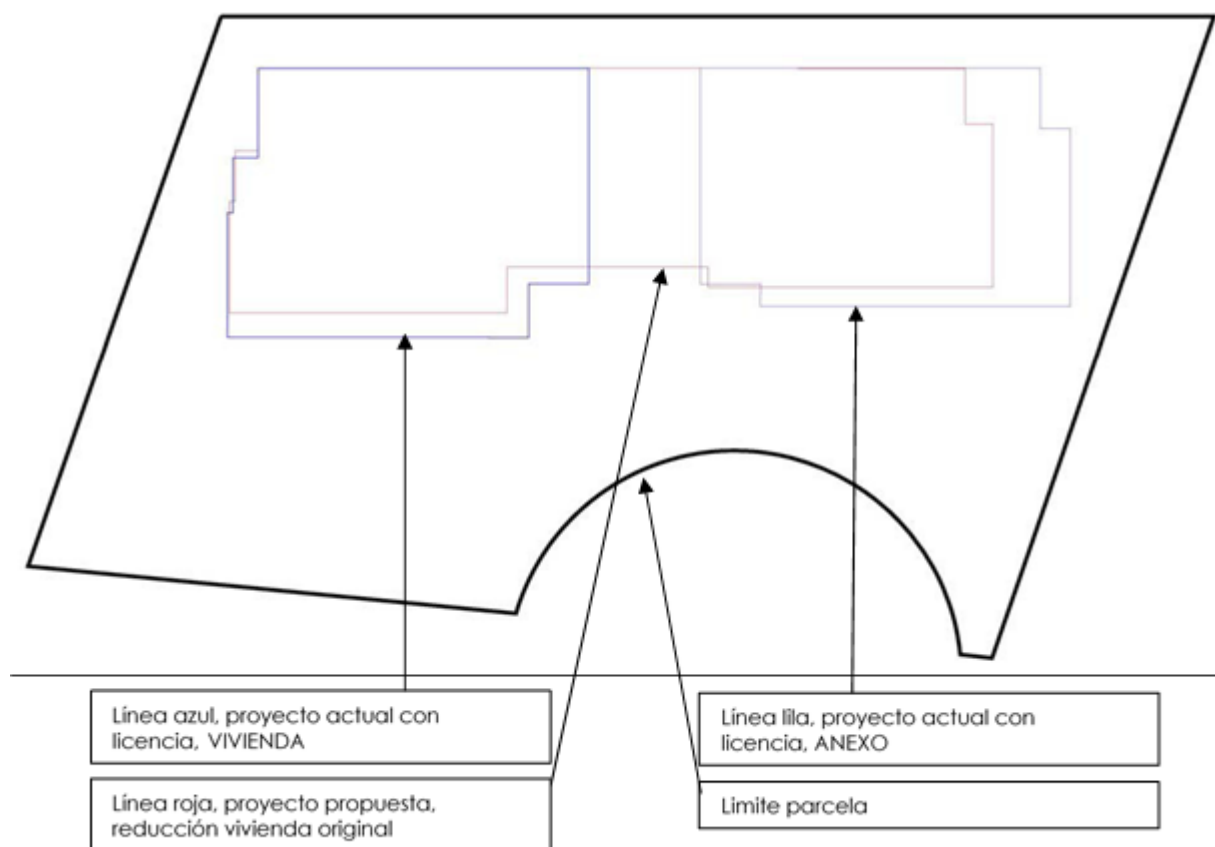 Línea azul, proyecto actual con
licencia, VIVIENDA
Línea lila, proyecto actual con
licencia, ANEXO
Línea roja, proyecto propuesta,
reducción vivienda original
Limite parcela